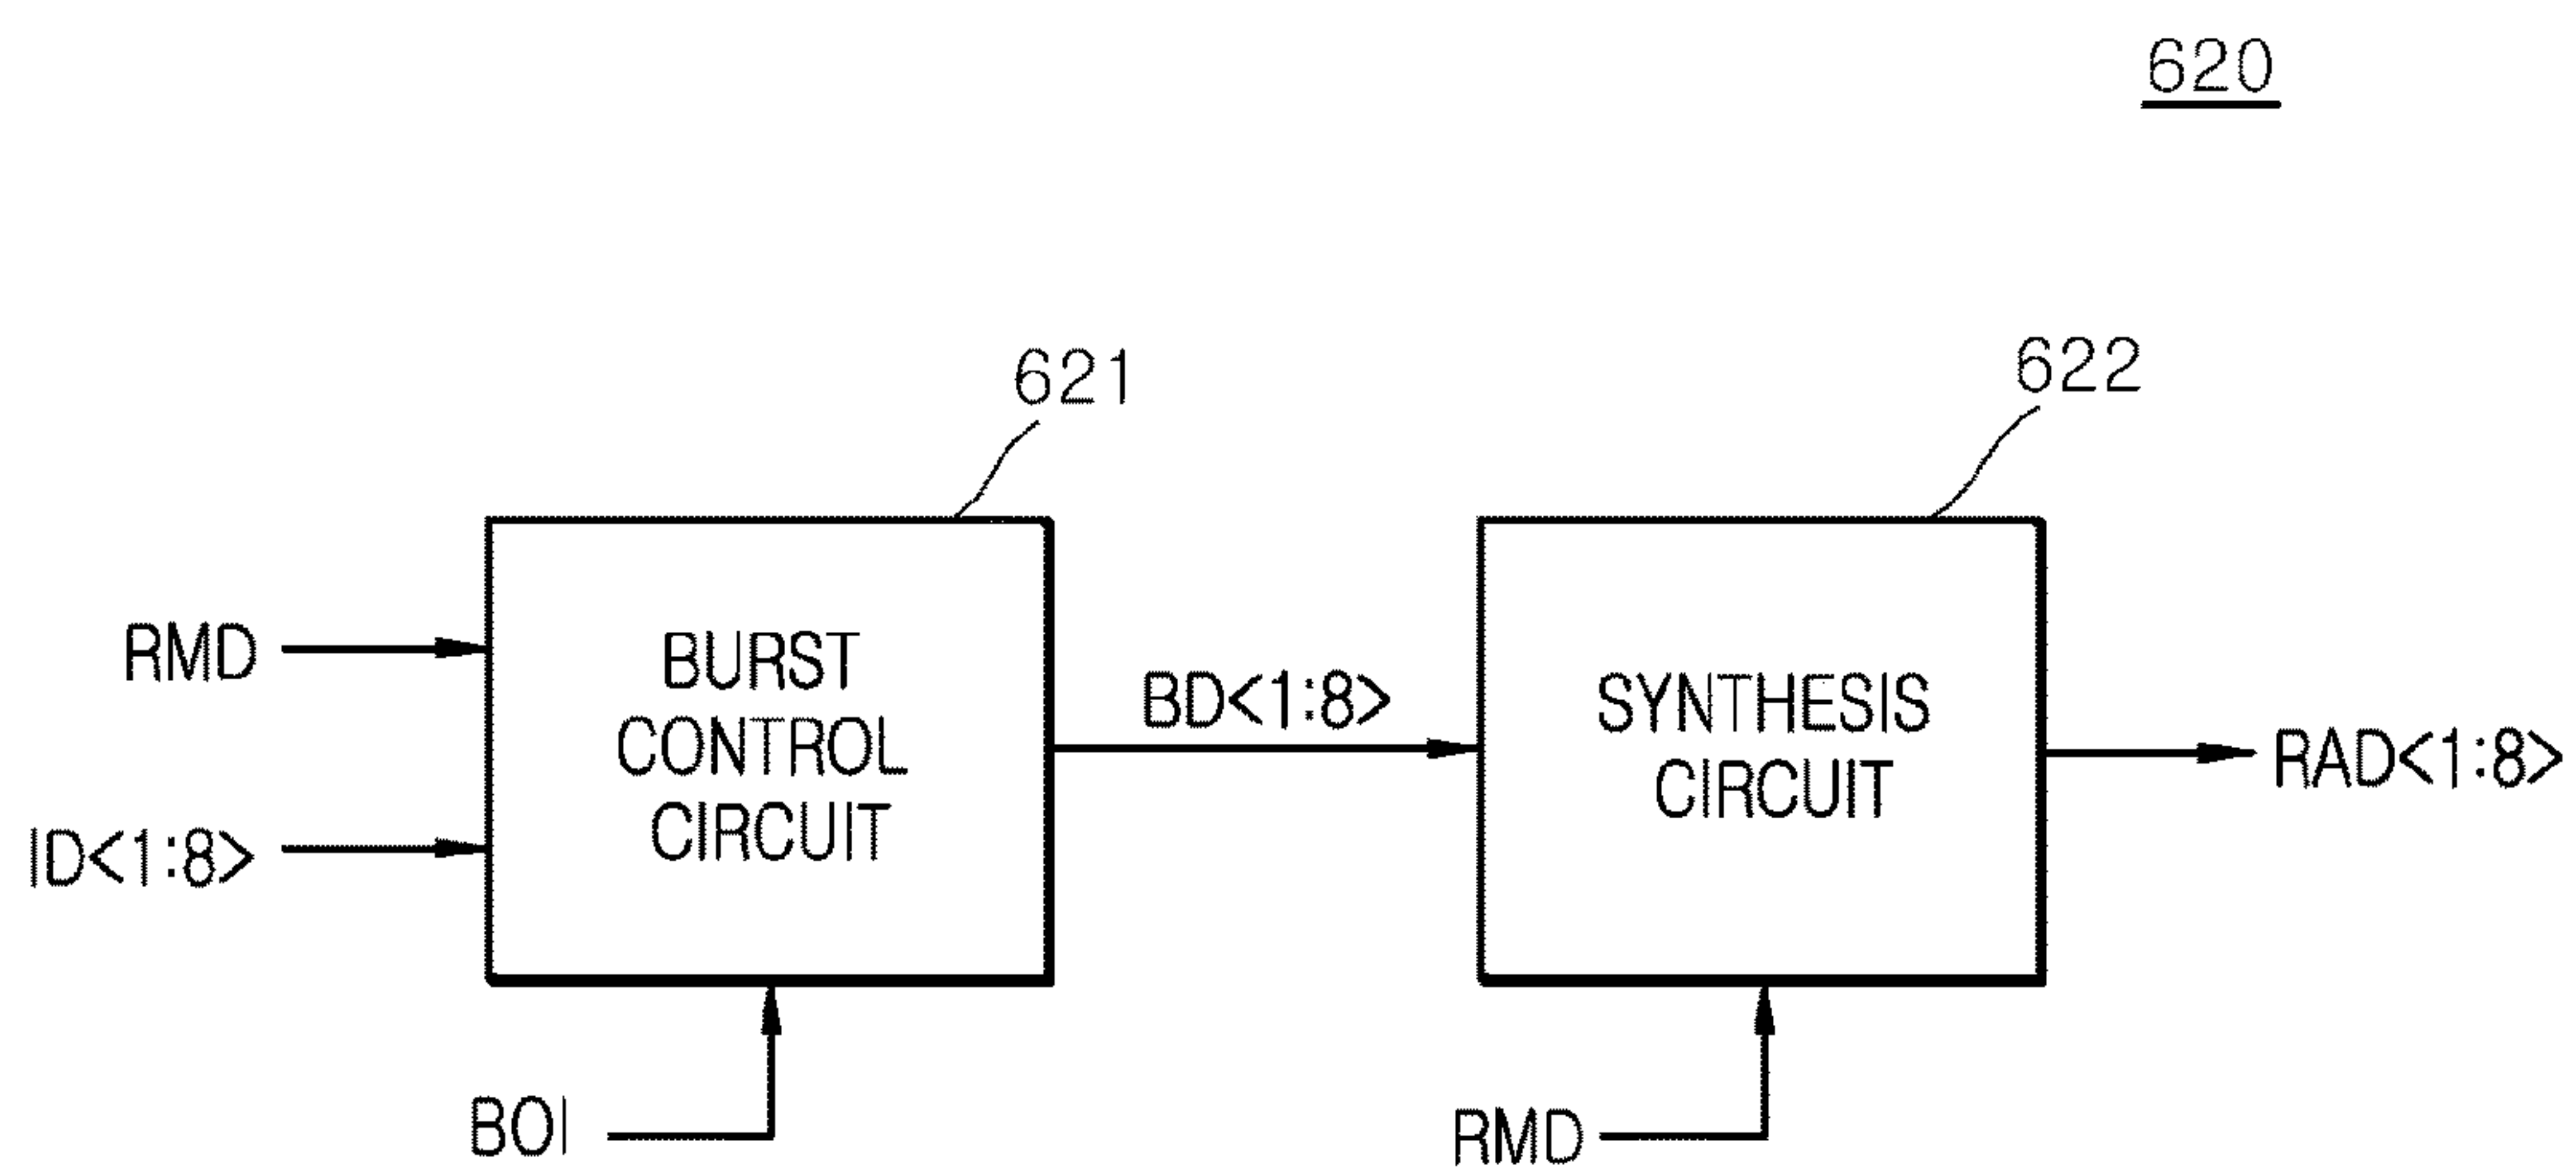 620
621
622
RMD
BURST
CONTROL
CIRCUIT
ID<1:8>
BOI
BD<1:8>
SYNTHESIS
CIRCUIT
RMD
RAD<1:8>